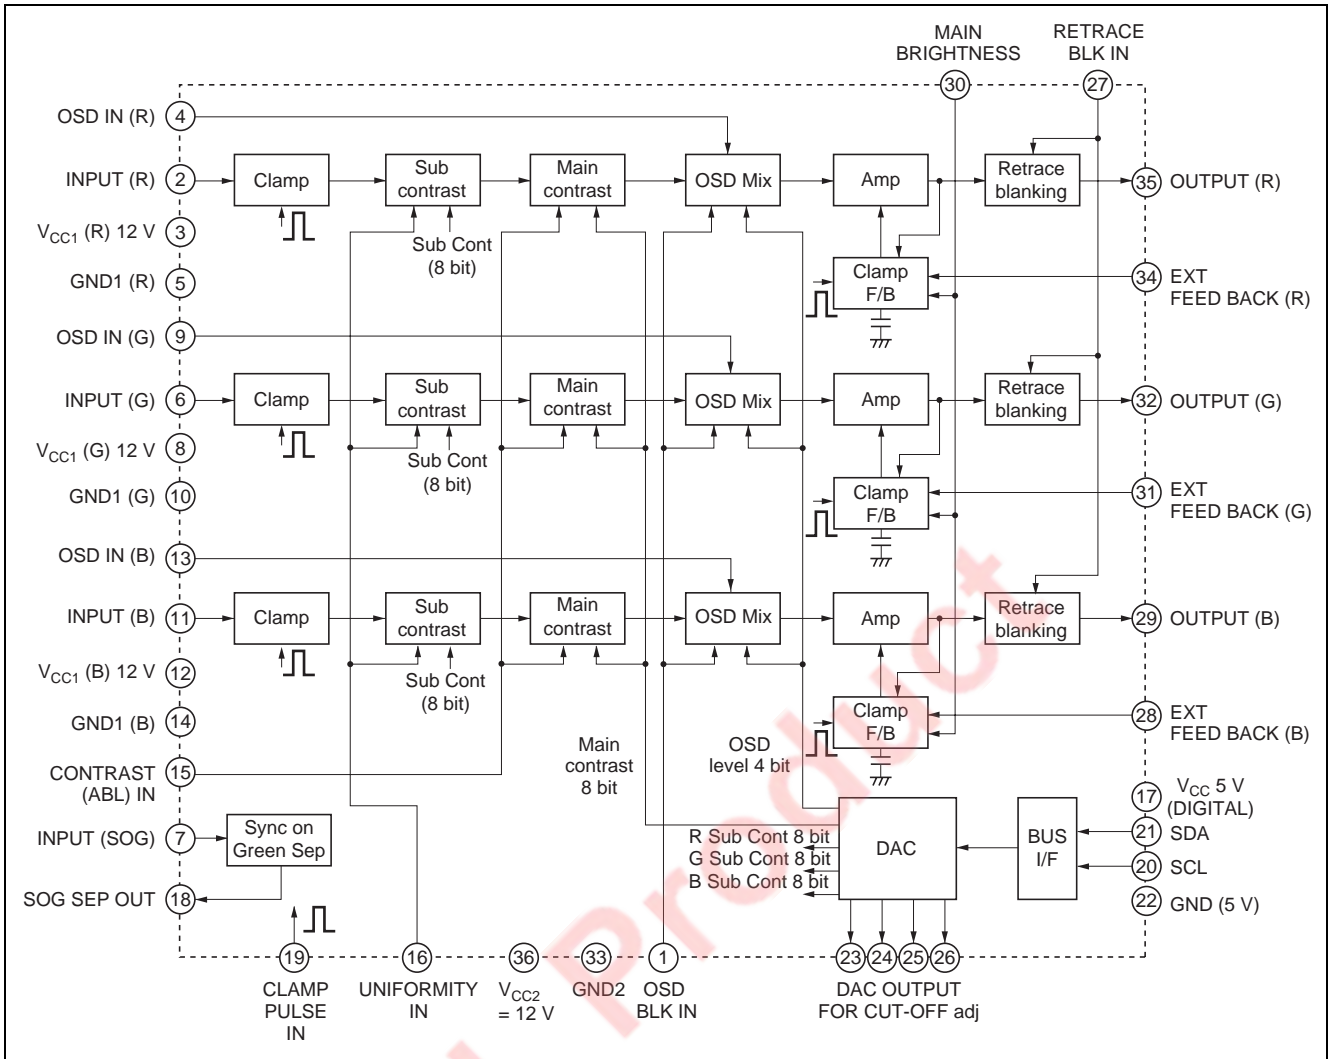 MAIN
BRIGHTNESS
RETRACE
BLK IN
30
27
OSD IN (R) 4
INPUT (R) 2
Clamp
Sub
contrast
Main
contrast
OSD Mix
Amp
Retrace
blanking
35 OUTPUT (R)
VCC1 (R) 12 V 3
Sub Cont
(8 bit)
GND1 (R) 5
Clamp
F/B
34 EXT
FEED BACK (R)
OSD IN (G) 9
INPUT (G) 6
Clamp
Sub
contrast
Main
contrast
OSD Mix
Amp
Retrace
blanking
32 OUTPUT (G)
VCC1 (G) 12 V 8
Sub Cont
(8 bit)
GND1 (G) 10
Clamp
F/B
31 EXT
FEED BACK (G)
OSD IN (B) 13
INPUT (B) 11
Clamp
Sub
contrast
Main
contrast
OSD Mix
Amp
Retrace
blanking
29 OUTPUT (B)
VCC1 (B) 12 V 12
Sub Cont
(8 bit)
GND1 (B) 14
Clamp
F/B
28 EXT
FEED BACK (B)
Main
contrast
8 bit
OSD
level 4 bit
CONTRAST
(ABL) IN
15
INPUT (SOG) 7
Sync on
Green Sep
SOG SEP OUT 18
R Sub Cont 8 bit
G Sub Cont 8 bit
B Sub Cont 8 bit
DAC
BUS
I/F
17 VCC 5 V
(DIGITAL)
21 SDA
20 SCL
22 GND (5 V)
19
CLAMP
PULSE
IN
16
UNIFORMITY
IN
36
VCC2
= 12 V
33
GND2
1
OSD
BLK IN
23 24 25 26
DAC OUTPUT
FOR CUT-OFF adj
Product